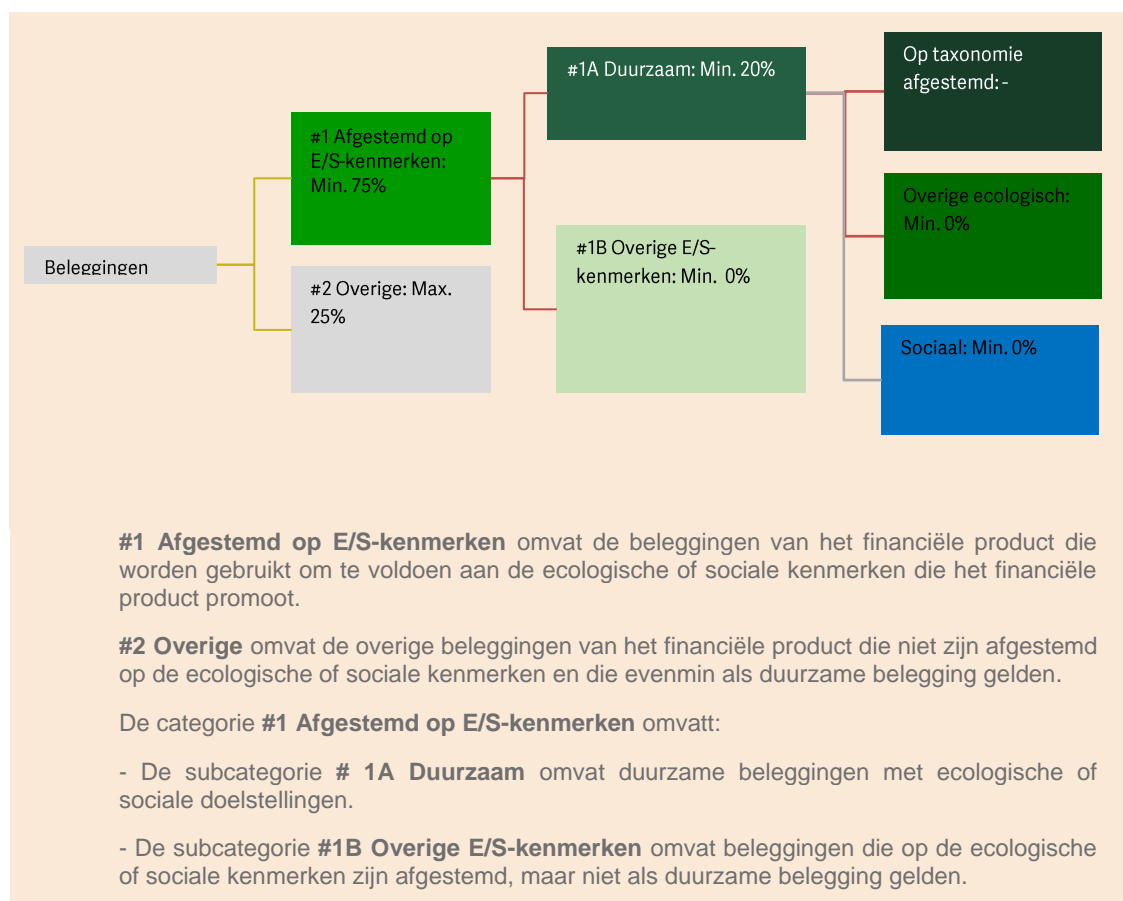 Beleggingen
#1 Afgestemd op
E/S-kenmerken:
Min. 75%
#2 Overige: Max.
25%
#1A Duurzaam: Min. 20%
#1B Overige E/S-
kenmerken: Min. 0%
Op taxonomie
afgestemd: -
Overige ecologisch:
Min. 0%
Sociaal: Min. 0%
#1 Afgestemd op E/S-kenmerken omvat de beleggingen van het financiële product die
worden gebruikt om te voldoen aan de ecologische of sociale kenmerken die het financiële
product promoot.
#2 Overige omvat de overige beleggingen van het financiële product die niet zijn afgestemd
op de ecologische of sociale kenmerken en die evenmin als duurzame belegging gelden.
De categorie #1 Afgestemd op E/S-kenmerken omvatt:
- De subcategorie # 1A Duurzaam omvat duurzame beleggingen met ecologische of
sociale doelstellingen.
- De subcategorie #1B Overige E/S-kenmerken omvat beleggingen die op de ecologische
of sociale kenmerken zijn afgestemd, maar niet als duurzame belegging gelden.